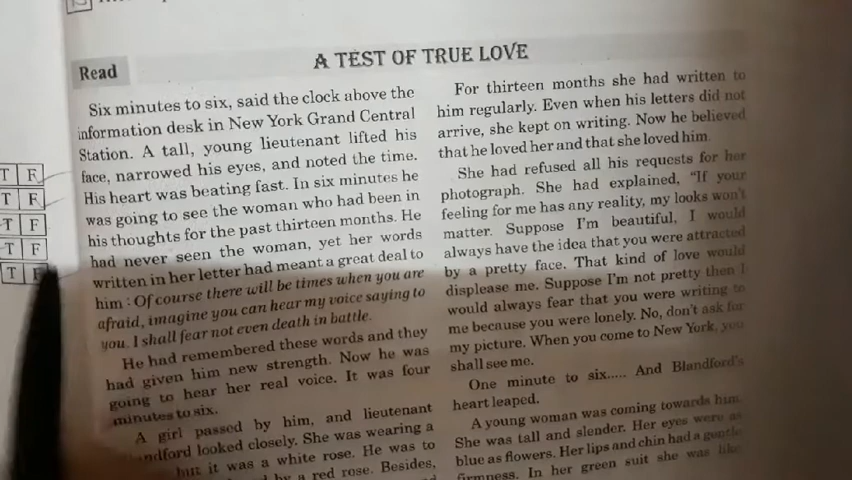 Read
A TEST OF TRUE LOVE
Six minutes to six, said the clock above the
information desk in New York Grand Central
Station. A tall, young lieutenant lifted his
face, narrowed his eyes, and noted the time.
His heart was beating fast. In six minutes he
was going to see the woman who had been in
his thoughts for the past thirteen months. He
had never seen the woman, yet her words
written in her letter had meant a great deal to
him : Of course there will be times when you are
afraid, imagine you can hear my voice saying to
you. I shall fear not even death in battle.
He had remembered these words and they
had given him new strength. Now he was
going to hear her real voice. It was four
minutes to six.
A girl passed by him, and lieutenant
looked closely. She was wearing a
but it was a white rose. He was to
by a red rose. Besides,
For thirteen months she had written to
him regularly. Even when his letters did not
arrive, she kept on writing. Now he believed
that he loved her and that she loved him.
She had refused all his requests for her
photograph. She had explained, "If your
feeling for me has any reality, my looks won't
matter. Suppose I'm beautiful, I would
always have the idea that you were attracted
by a pretty face. That kind of love would
displease me. Suppose I'm not pretty then I
would always fear that you were writing to
me because you were lonely. No, don't ask for
my picture. When you come to New York, you
shall see me.
One minute to six..... And Blandford's
heart leaped.
A young woman was coming towards him.
She was tall and slender. Her eyes were as
blue as flowers. Her lips and chin had a gentle
firmness. In her green suit she was like
T F
T F
T F
T F
T F